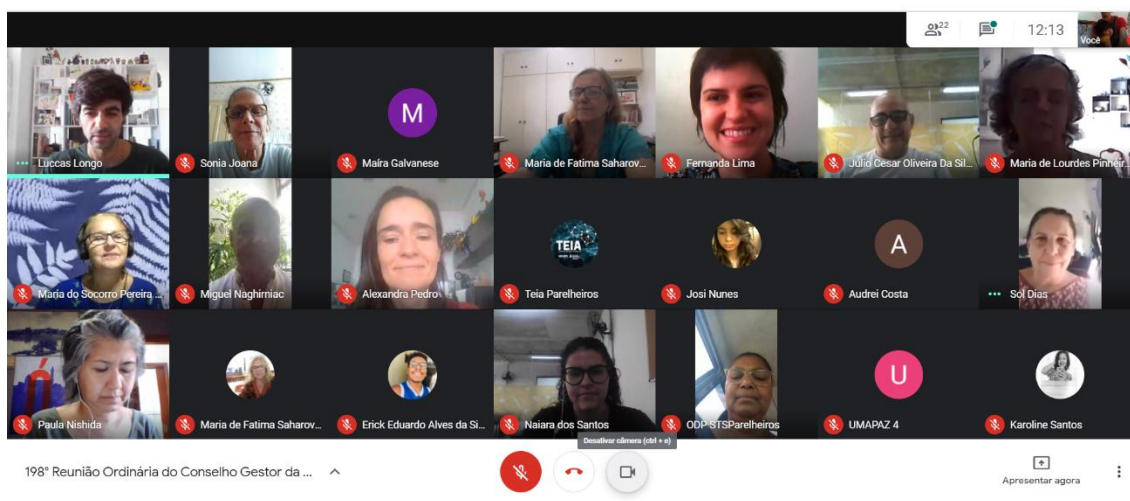 22
12:13
Você
Luccas Longo
Sonia Joana
M
Maíra Galvanese
Maria de Fatima Saharov...
Fernanda Lima
Júlio Cesar Oliveira Da Sil...
Maria de Lourdes Pinheir...
Maria do Socorro Pereira ...
Miguel Naghirniac
Alexandra Pedro
TEIA
Teia Parelheiros
Josi Nunes
A
Audrei Costa
Sol Dias
Paula Nishida
Maria de Fatima Saharov...
Erick Eduardo Alves da Si...
Naiara dos Santos
ODP STSParelheiros
U
UMAPAZ 4
Karoline Santos
Desativar câmera (ctrl + e)
198° Reunião Ordinária do Conselho Gestor da ...
Apresentar agora